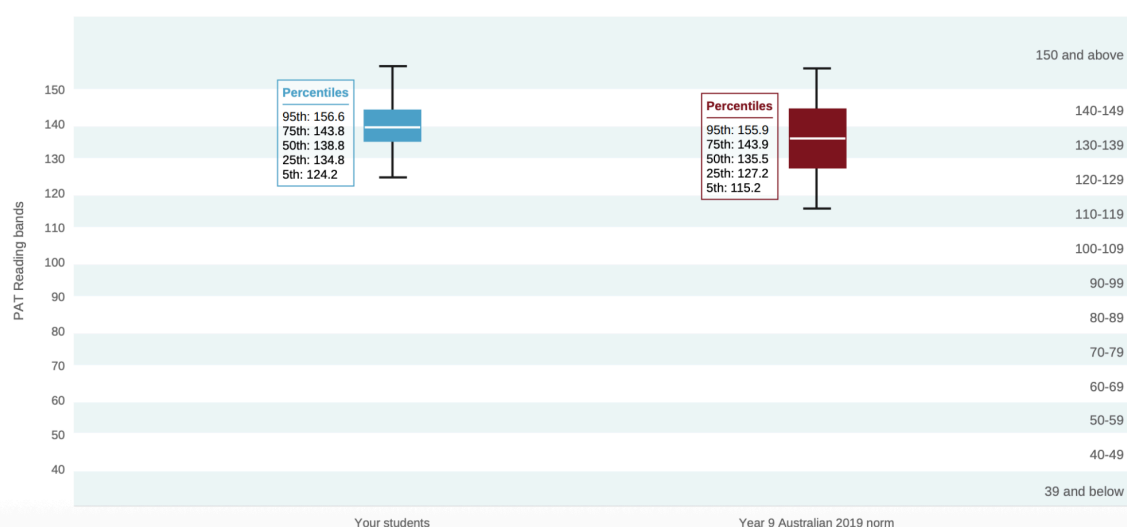 150 and above
150
140
130
120
110
100
90
80
70
60
50
40
PAT Reading bands
Percentiles
95th: 156.6
75th: 143.8
50th: 138.8
25th: 134.8
5th: 124.2
Percentiles
95th: 155.9
75th: 143.9
50th: 135.5
25th: 127.2
5th: 115.2
140-149
130-139
120-129
110-119
100-109
90-99
80-89
70-79
60-69
50-59
40-49
39 and below
Your students
Year 9 Australian 2019 norm